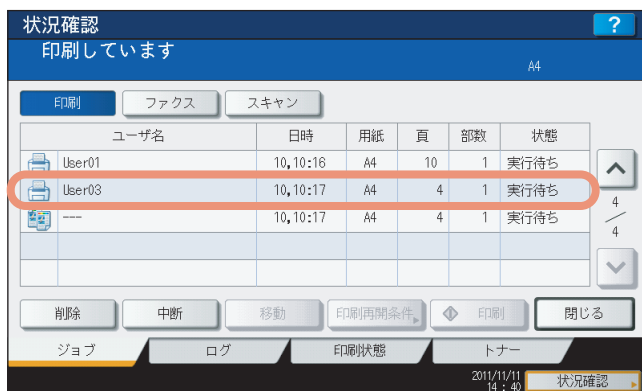 状況確認 ?
印刷しています
A4
印刷 ファクス スキャン
ユーザ名 日時 用紙 頁 部数 状態
User01 10,10:16 A4 10 1 実行待ち
User03 10,10:17 A4 4 1 実行待ち
--- 10,10:17 A4 4 1 実行待ち
4/4
削除 中断 移動 印刷再開条件 印刷 閉じる
ジョブ ログ 印刷状態 トナー
2011/11/11
14:40 状況確認